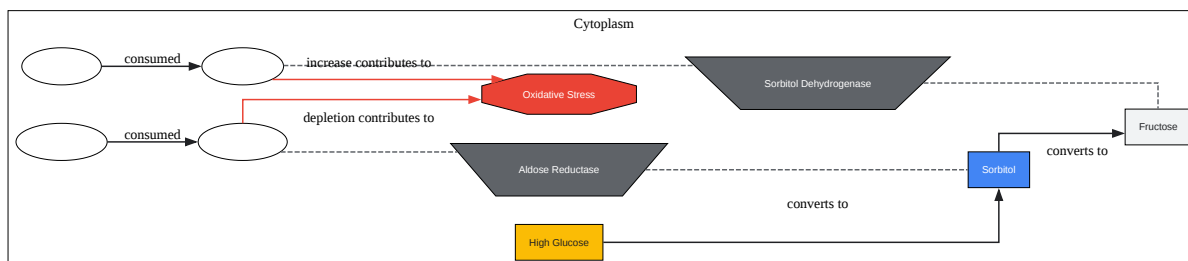 Cytoplasm
consumed
increase contributes to
Sorbitol Dehydrogenase
Oxidative Stress
depletion contributes to
Fructose
consumed
converts to
Aldose Reductase
Sorbitol
converts to
High Glucose